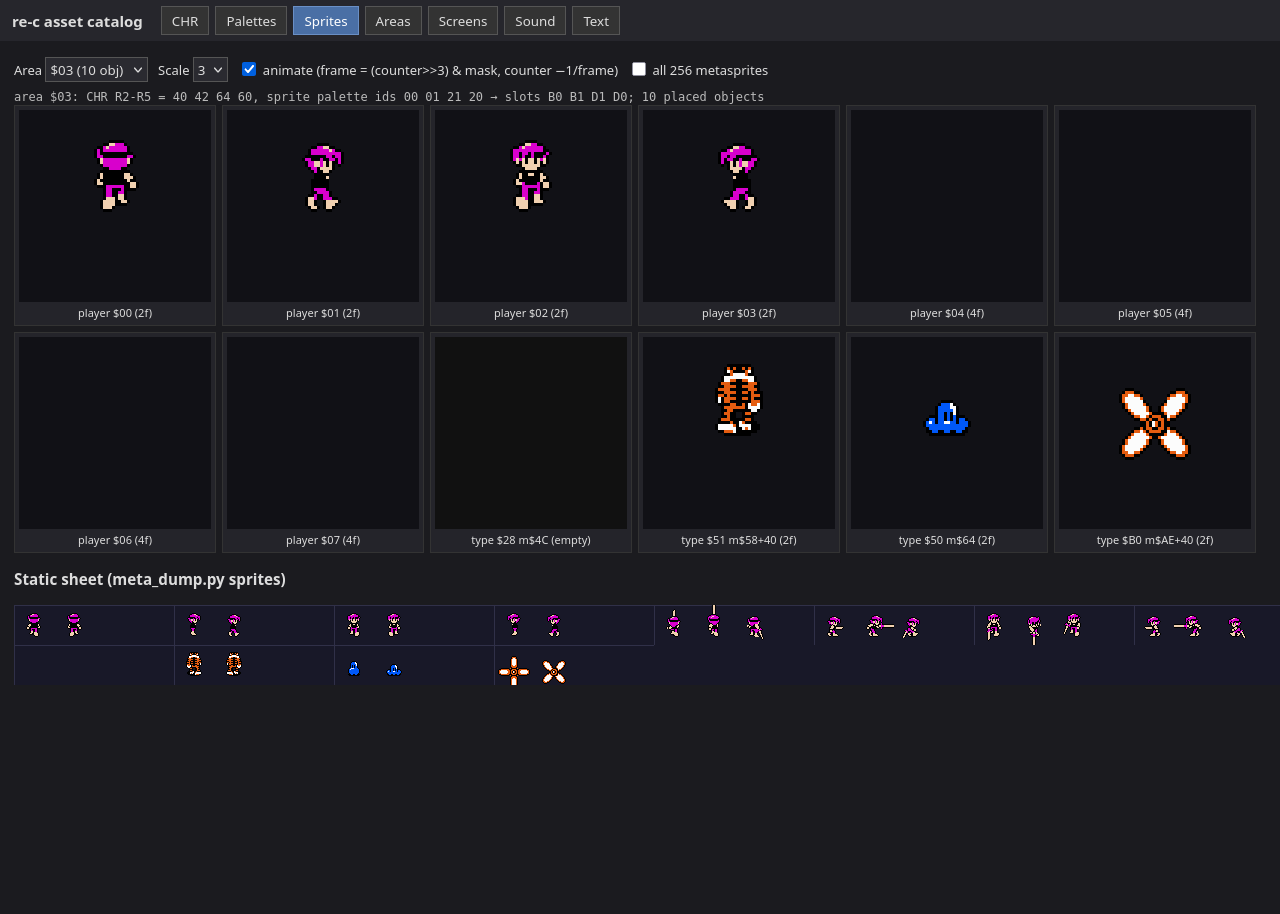 re-c asset catalog CHR Palettes Sprites Areas Screens Sound Text
Area $03 (10 obj) Scale 3 animate (frame = (counter>>3) & mask, counter −1/frame) all 256 metasprites
area $03: CHR R2-R5 = 40 42 64 60, sprite palette ids 00 01 21 20 → slots B0 B1 D1 D0; 10 placed objects
player $00 (2f) player $01 (2f) player $02 (2f) player $03 (2f) player $04 (4f) player $05 (4f)
player $06 (4f) player $07 (4f) type $28 m$4C (empty) type $51 m$58+40 (2f) type $50 m$64 (2f) type $B0 m$AE+40 (2f)
Static sheet (meta_dump.py sprites)